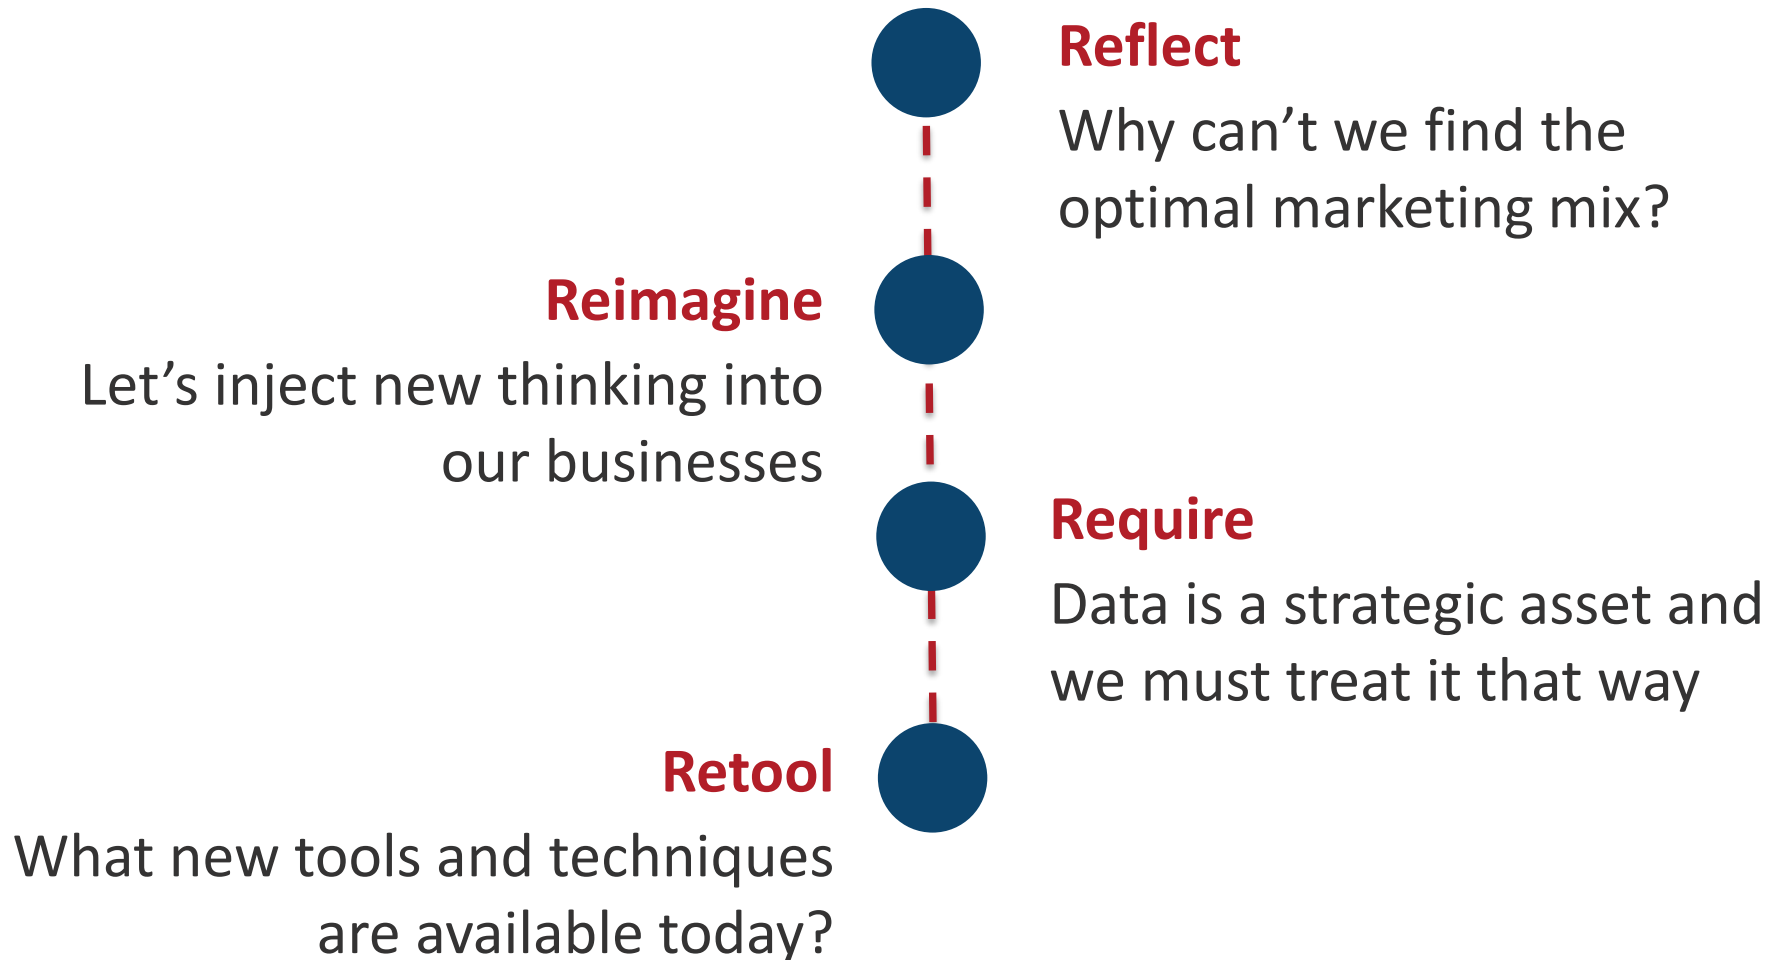 Reflect
Why can’t we find the
optimal marketing mix?
Reimagine
Let’s inject new thinking into
our businesses
Require
Data is a strategic asset and
we must treat it that way
Retool
What new tools and techniques
are available today?